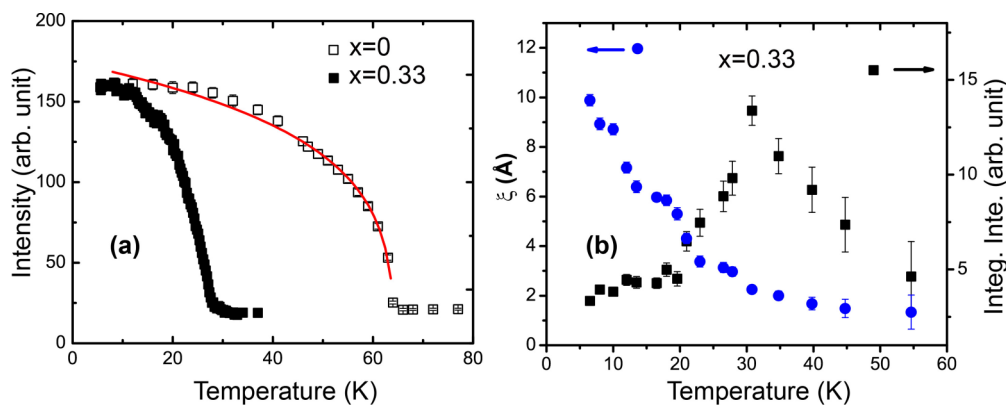 200
150
100
50
0
Intensity (arb. unit)
x=0
x=0.33
(a)
0 20 40 60 80
Temperature (K)
12
10
8
6
4
2
0
ξ (Å)
x=0.33
(b)
15
10
5
Integ. Inte. (arb. unit)
0 10 20 30 40 50 60
Temperature (K)